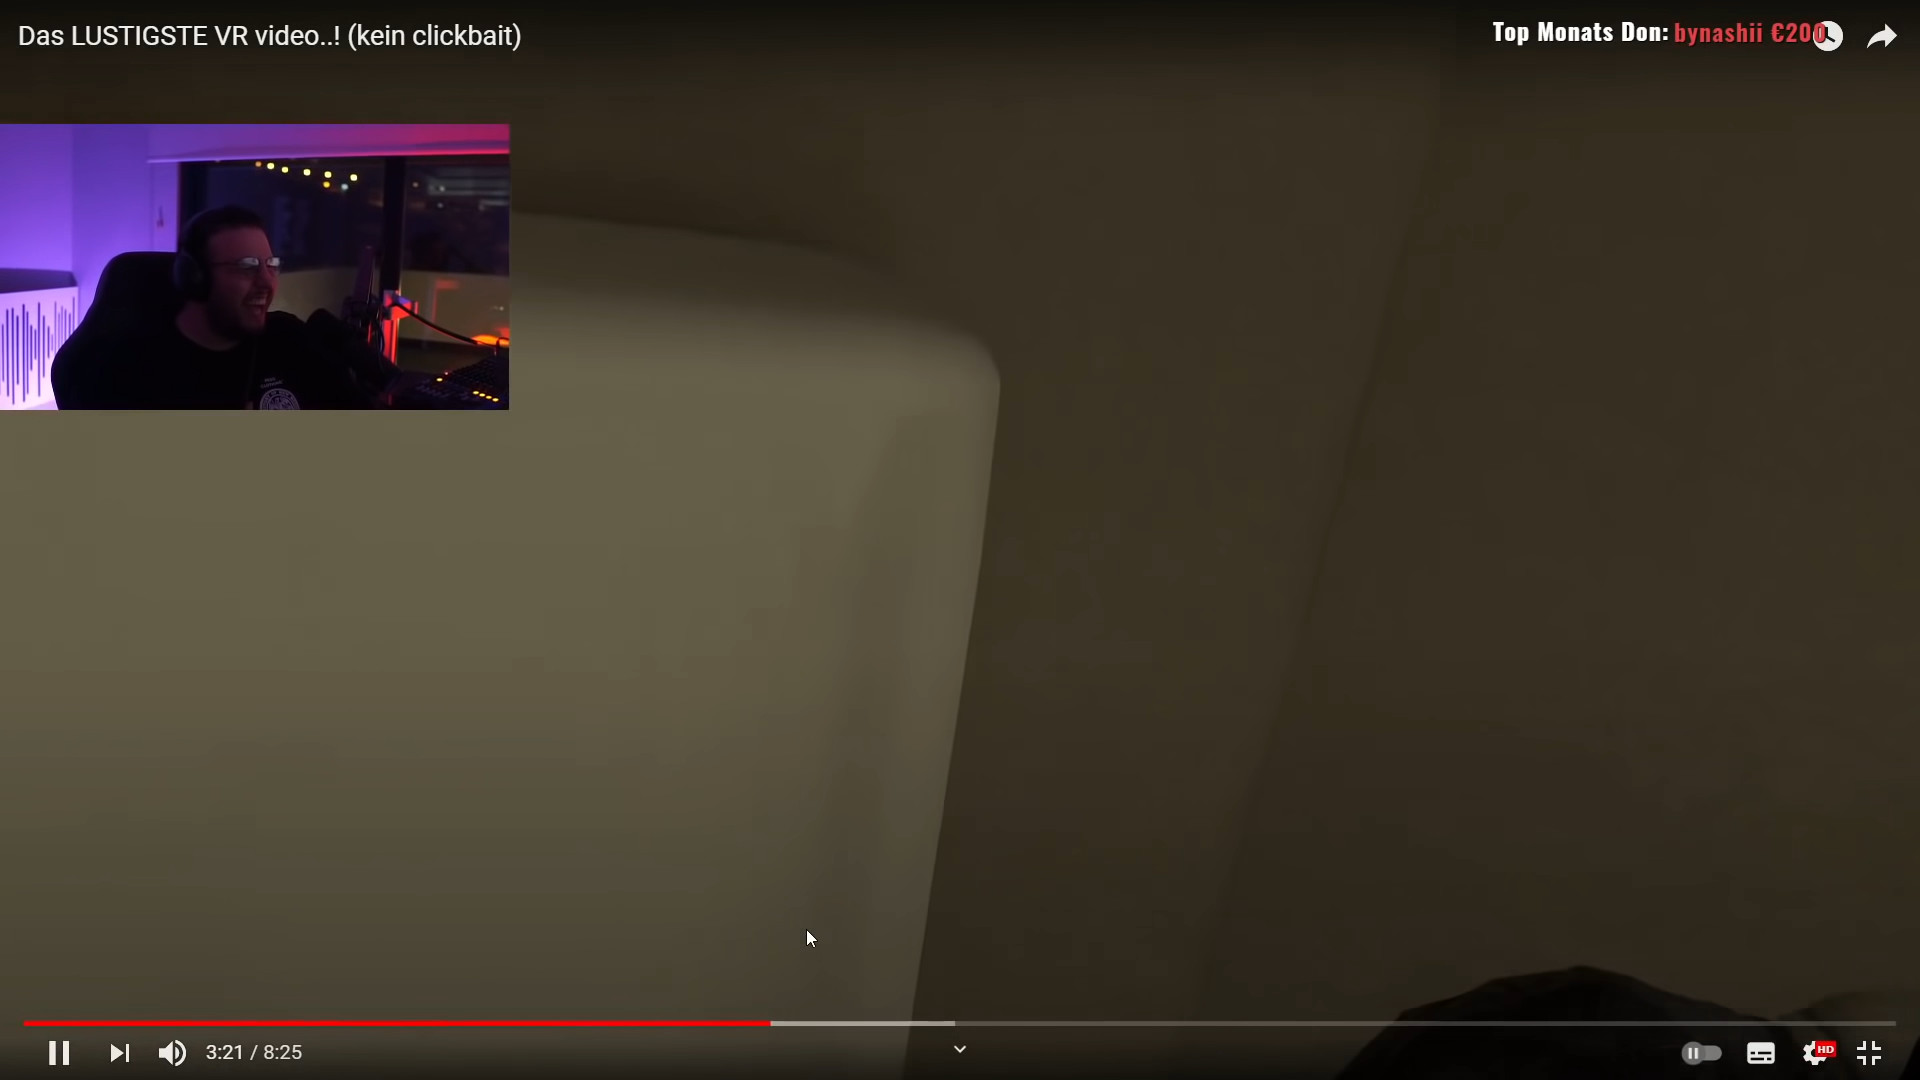 Das LUSTIGSTE VR video..! (kein clickbait)
Top Monats Don: bynashii €200
3:21 / 8:25
HD